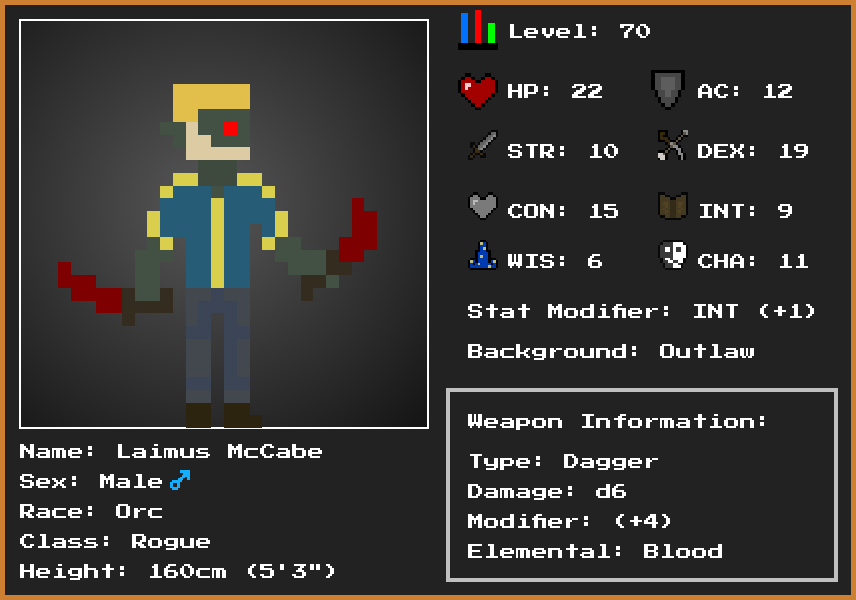 Level: 70
HP: 22
AC: 12
STR: 10
DEX: 19
CON: 15
INT: 9
WIS: 6
CHA: 11
Stat Modifier: INT (+1)
Background: Outlaw
Weapon Information:
Type: Dagger
Damage: d6
Modifier: (+4)
Elemental: Blood
Name: Laimus McCabe
Sex: Male ♂
Race: Orc
Class: Rogue
Height: 160cm (5'3")